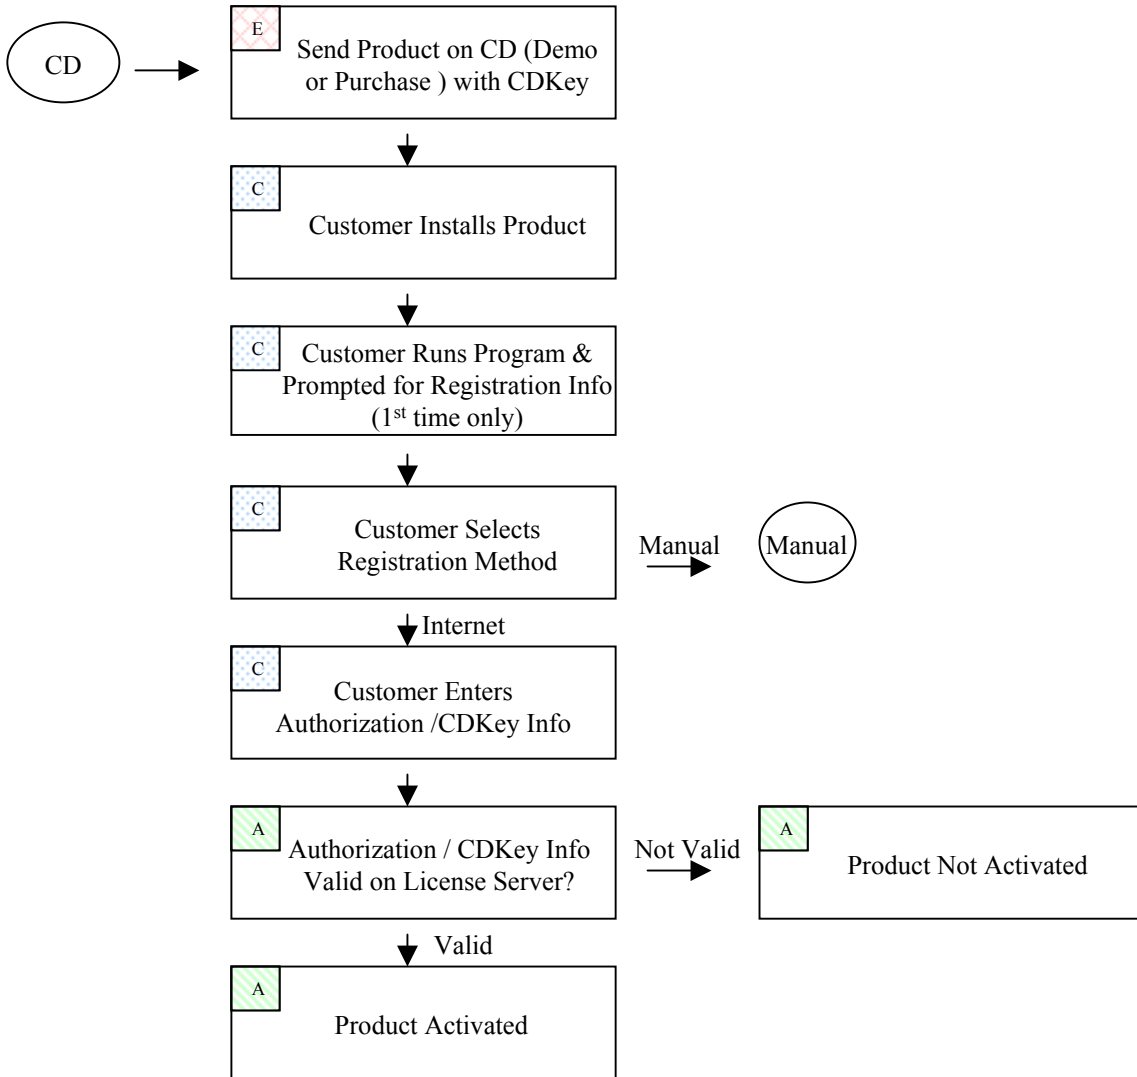 CD
E
Send Product on CD (Demo
or Purchase ) with CDKey
C
Customer Installs Product
C
Customer Runs Program &
Prompted for Registration Info
(1st time only)
C
Customer Selects
Registration Method
Manual
Manual
Internet
C
Customer Enters
Authorization /CDKey Info
A
Authorization / CDKey Info
Valid on License Server?
Not Valid
A
Product Not Activated
Valid
A
Product Activated